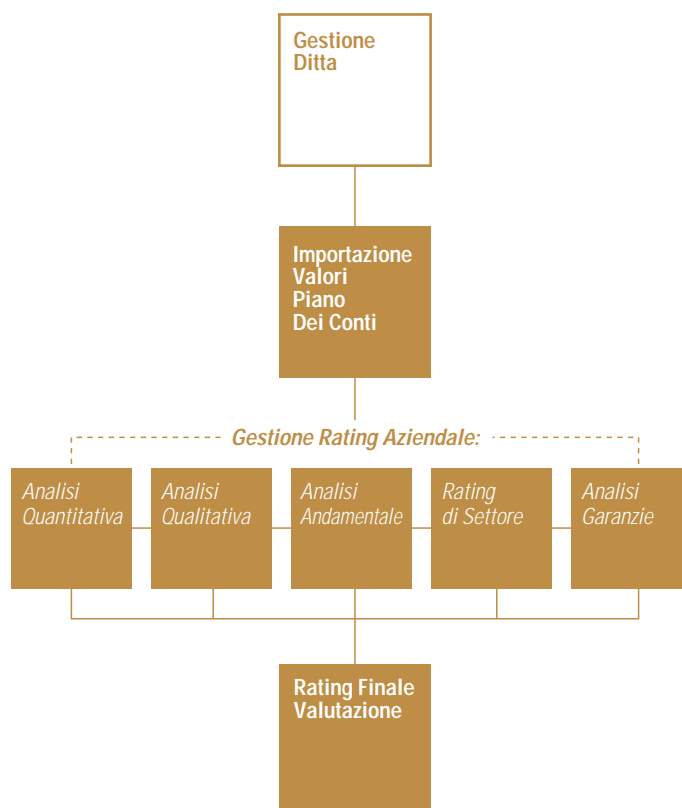 Gestione
Ditta
Importazione
Valori
Piano
Dei Conti
Gestione Rating Aziendale:
Analisi
Quantitativa
Analisi
Qualitativa
Analisi
Andamentale
Rating
di Settore
Analisi
Garanzie
Rating Finale
Valutazione